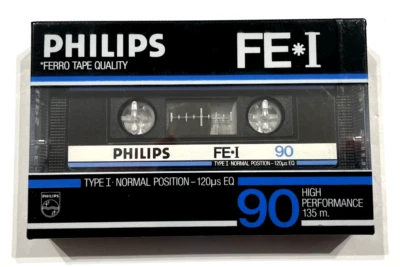 PHILIPS FE*I
*FERRO TAPE QUALITY
PHILIPS FE·I 90
TYPE I NORMAL POSITION – 120µs EQ
TYPE I · NORMAL POSITION – 120µs EQ
PHILIPS
90 HIGH
PERFORMANCE
135 m.